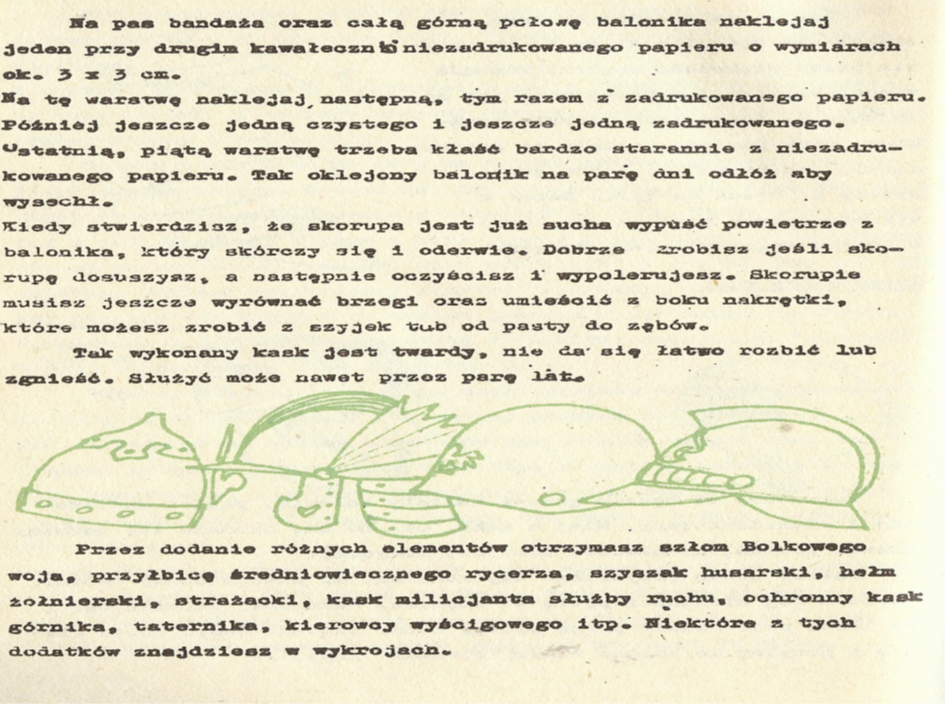 Na pas bandaża oraz całą górną połowę balonika naklejaj
jeden przy drugim kawałeczki niezadrukowanego papieru o wymiarach
ok. 3 x 3 cm.
Na tę warstwę naklejaj następną, tym razem z zadrukowanego papieru.
Później jeszcze jedną czystego i jeszcze jedną zadrukowanego.
Ostatnią, piątą warstwę trzeba kłaść bardzo starannie z niezadru-
kowanego papieru. Tak oklejony balonik na parę dni odłóż aby
wysechł.
Kiedy stwierdzisz, że skorupa jest już sucha wypuść powietrze z
balonika, który skórczy się i oderwie. Dobrze zrobisz jeśli sko-
rupę dosuszysz, a następnie oczyścisz i wypolerujesz. Skorupie
musisz jeszcze wyrównać brzegi oraz umieścić z boku nakrętki,
które możesz zrobić z szyjek tub od pasty do zębów.
Tak wykonany kask jest twardy, nie da się łatwo rozbić lub
zgnieść. Służyć może nawet przez parę lat.
Przez dodanie różnych elementów otrzymasz szłom Bolkowego
woja, przyłbicę średniowiecznego rycerza, szyszak husarski, hełm
żołnierski, strażacki, kask milicjanta służby ruchu, ochronny kask
górnika, taternika, kierowcy wyścigowego itp. Niektóre z tych
dodatków znajdziesz w wykrojach.